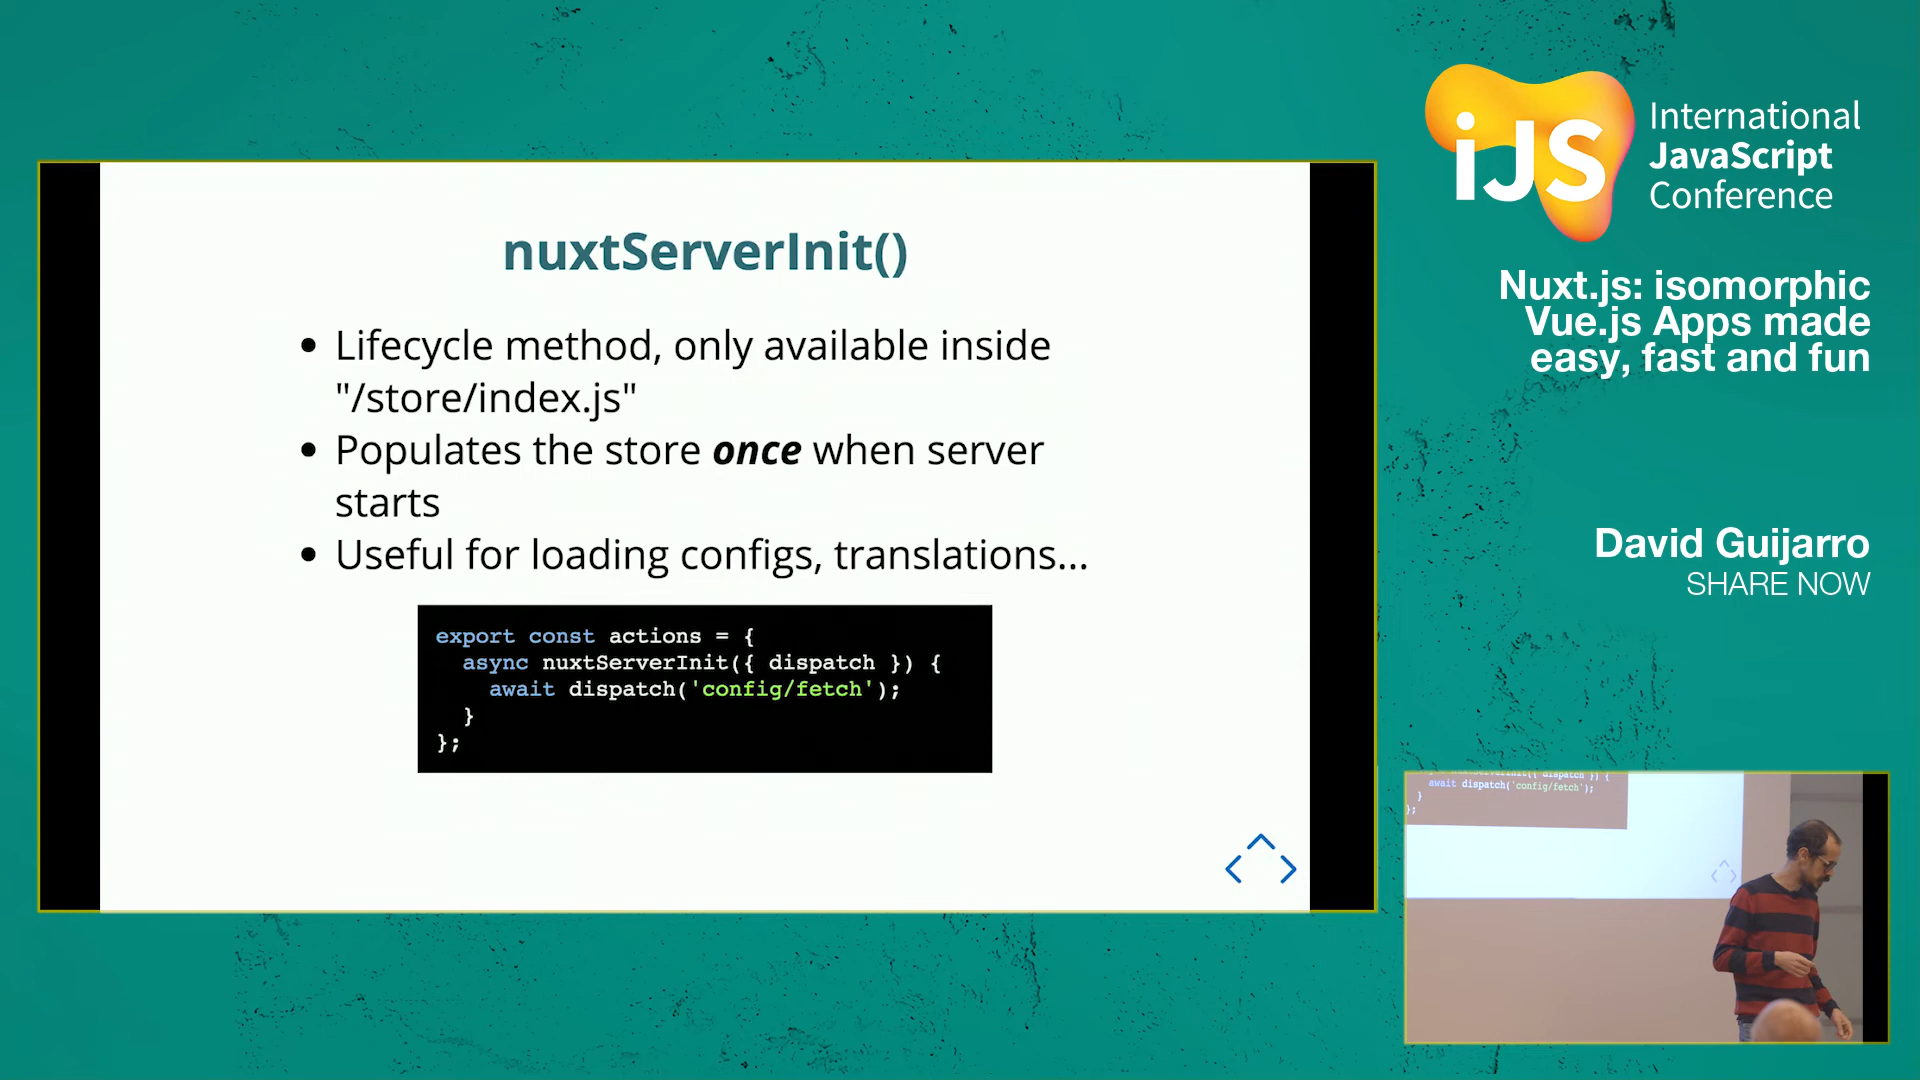 nuxtServerInit()
• Lifecycle method, only available inside
"/store/index.js"
• Populates the store once when server
starts
• Useful for loading configs, translations...
export const actions = {
  async nuxtServerInit({ dispatch }) {
    await dispatch('config/fetch');
  }
};
iJS
International
JavaScript
Conference
Nuxt.js: isomorphic
Vue.js Apps made
easy, fast and fun
David Guijarro
SHARE NOW
nuxtServerInit({ dispatch }) {
await dispatch('config/fetch');
}
};